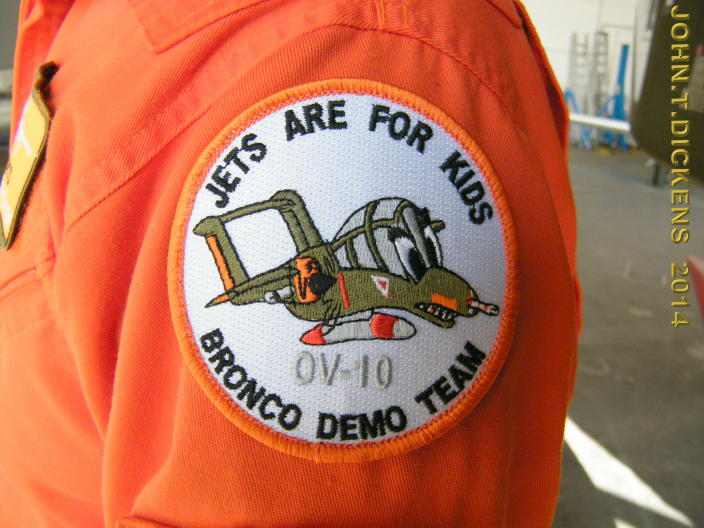 JETS ARE FOR KIDS
OV-10
BRONCO DEMO TEAM
JOHN.T.DICKENS 2014